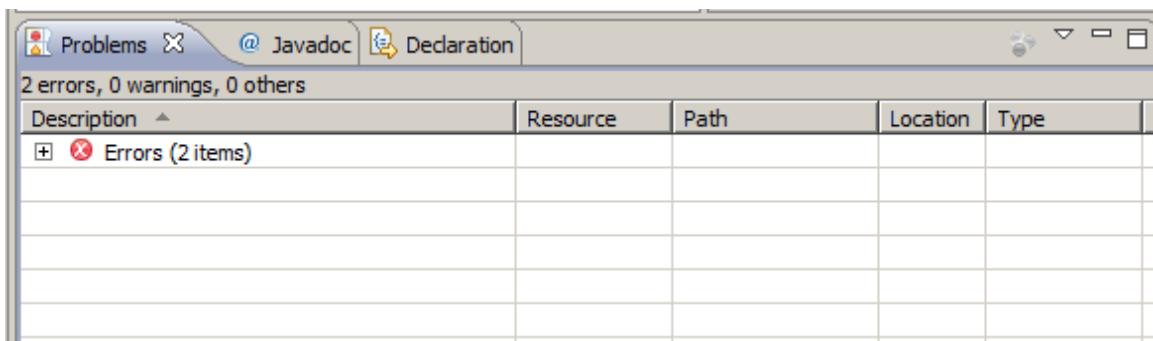 Problems @ Javadoc Declaration
2 errors, 0 warnings, 0 others
Description Resource Path Location Type
Errors (2 items)